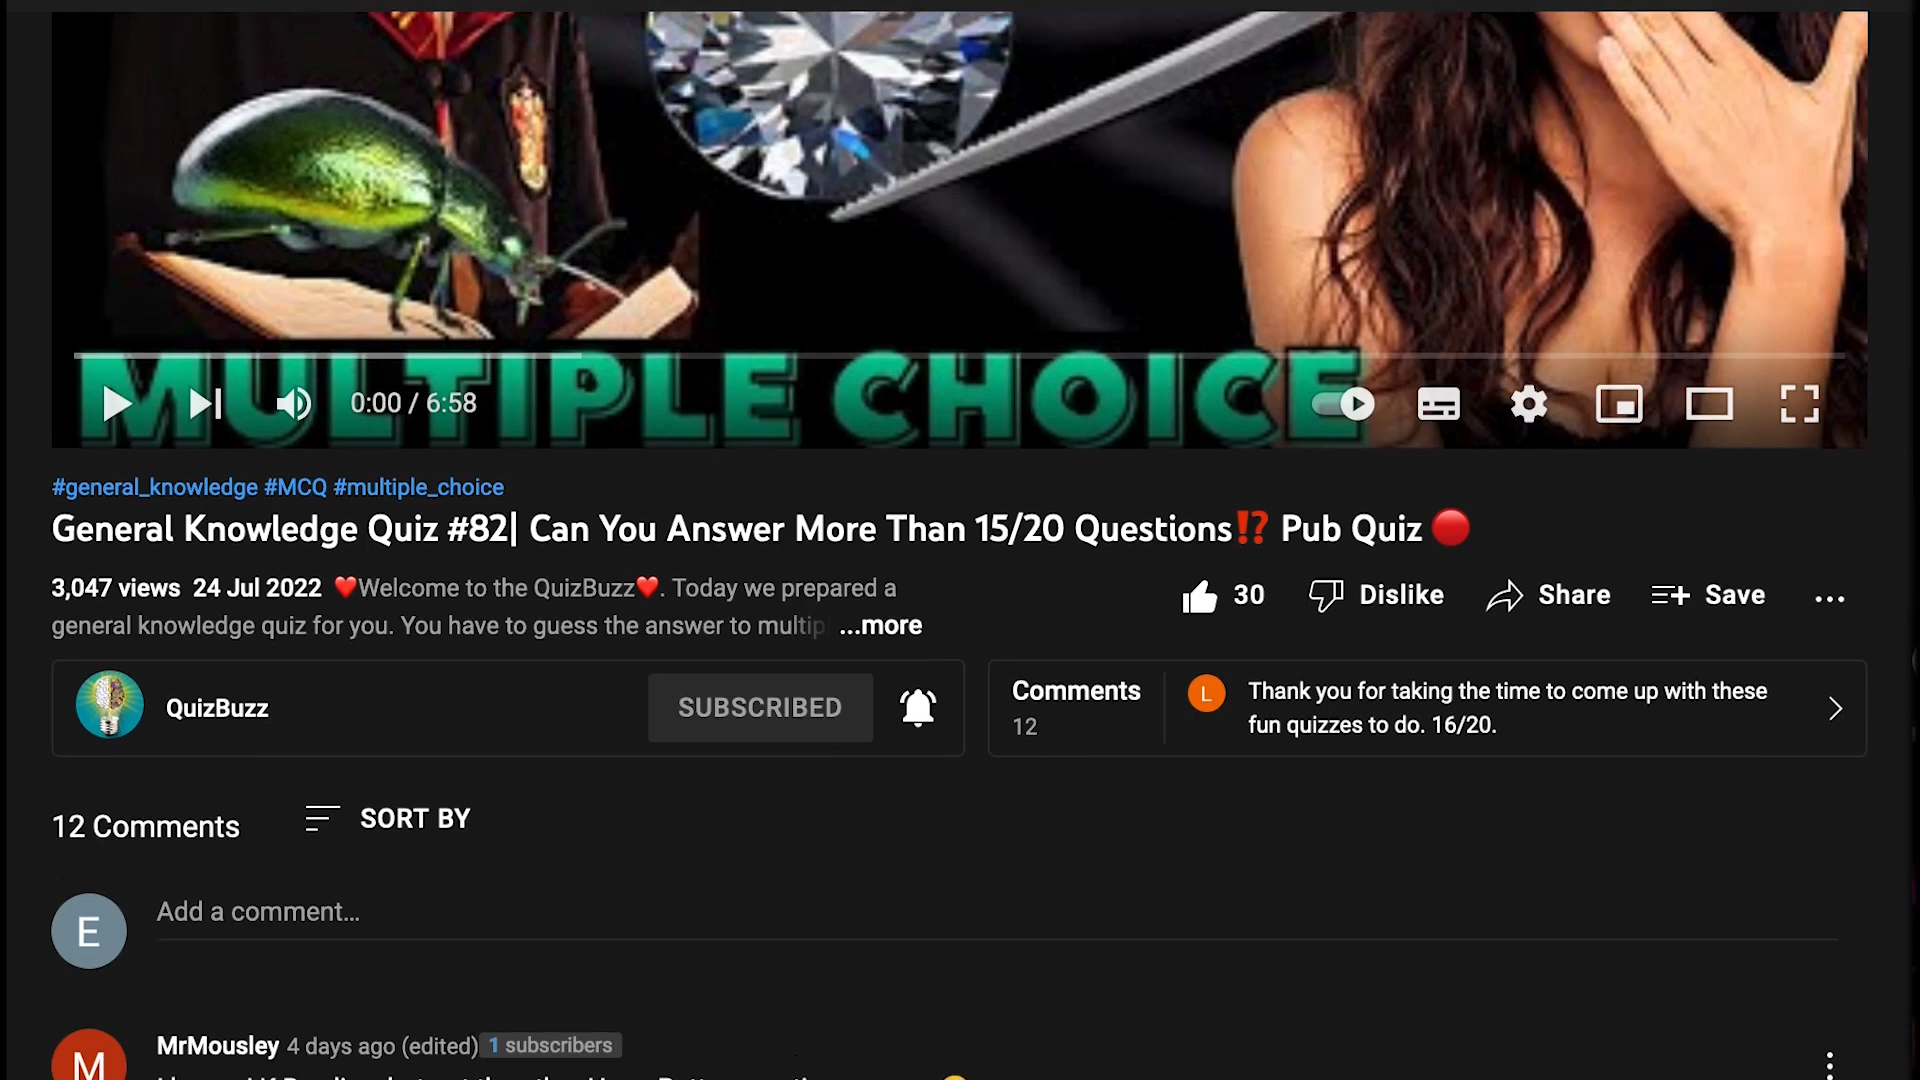 MULTIPLE CHOICE
0:00 / 6:58
#general_knowledge #MCQ #multiple_choice
General Knowledge Quiz #82| Can You Answer More Than 15/20 Questions⁉️ Pub Quiz 🔴
3,047 views 24 Jul 2022 ❤️Welcome to the QuizBuzz❤️. Today we prepared a
general knowledge quiz for you. You have to guess the answer to multip ...more
30 Dislike Share Save
QuizBuzz
SUBSCRIBED
Comments
12
L
Thank you for taking the time to come up with these
fun quizzes to do. 16/20.
12 Comments
SORT BY
E
Add a comment...
M
MrMousley 4 days ago (edited) 1 subscribers